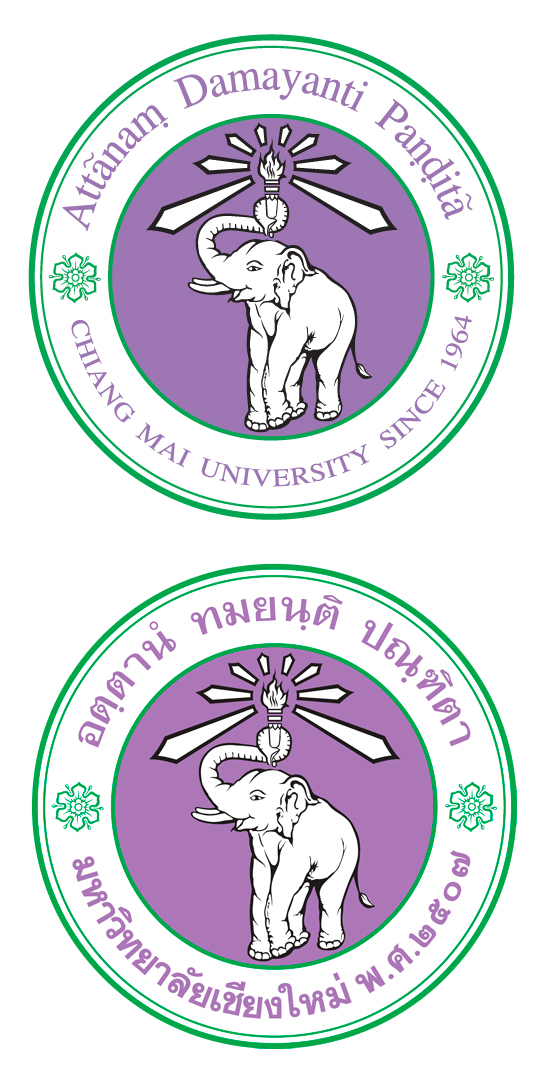 Attãnaṃ Damayanti Paṇḍitã
CHIANG MAI UNIVERSITY SINCE 1964
อตฺตานํ ทมยนฺติ ปณฺฑิตา
มหาวิทยาลัยเชียงใหม่ พ.ศ.๒๕๐๗